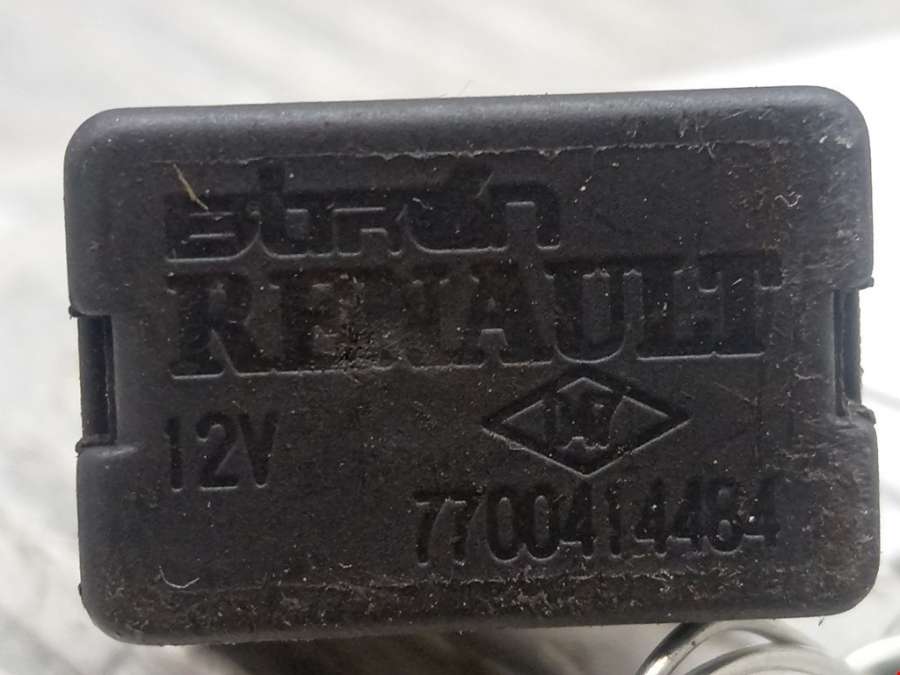 Bitron
RENAULT
12V
7700414484